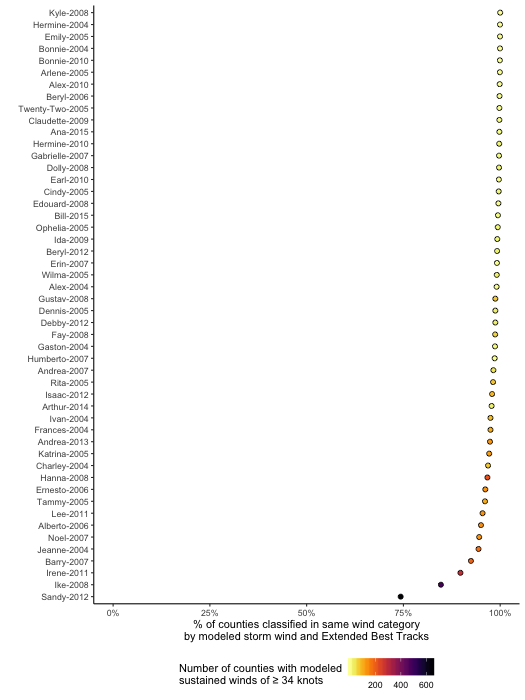 Kyle-2008
Hermine-2004
Emily-2005
Bonnie-2004
Bonnie-2010
Arlene-2005
Alex-2010
Beryl-2006
Twenty-Two-2005
Claudette-2009
Ana-2015
Hermine-2010
Gabrielle-2007
Dolly-2008
Earl-2010
Cindy-2005
Edouard-2008
Bill-2015
Ophelia-2005
Ida-2009
Beryl-2012
Erin-2007
Wilma-2005
Alex-2004
Gustav-2008
Dennis-2005
Debby-2012
Fay-2008
Gaston-2004
Humberto-2007
Andrea-2007
Rita-2005
Isaac-2012
Arthur-2014
Ivan-2004
Frances-2004
Andrea-2013
Katrina-2005
Charley-2004
Hanna-2008
Ernesto-2006
Tammy-2005
Lee-2011
Alberto-2006
Noel-2007
Jeanne-2004
Barry-2007
Irene-2011
Ike-2008
Sandy-2012
0% 25% 50% 75% 100%
% of counties classified in same wind category
by modeled storm wind and Extended Best Tracks
Number of counties with modeled
sustained winds of ≥ 34 knots
200 400 600